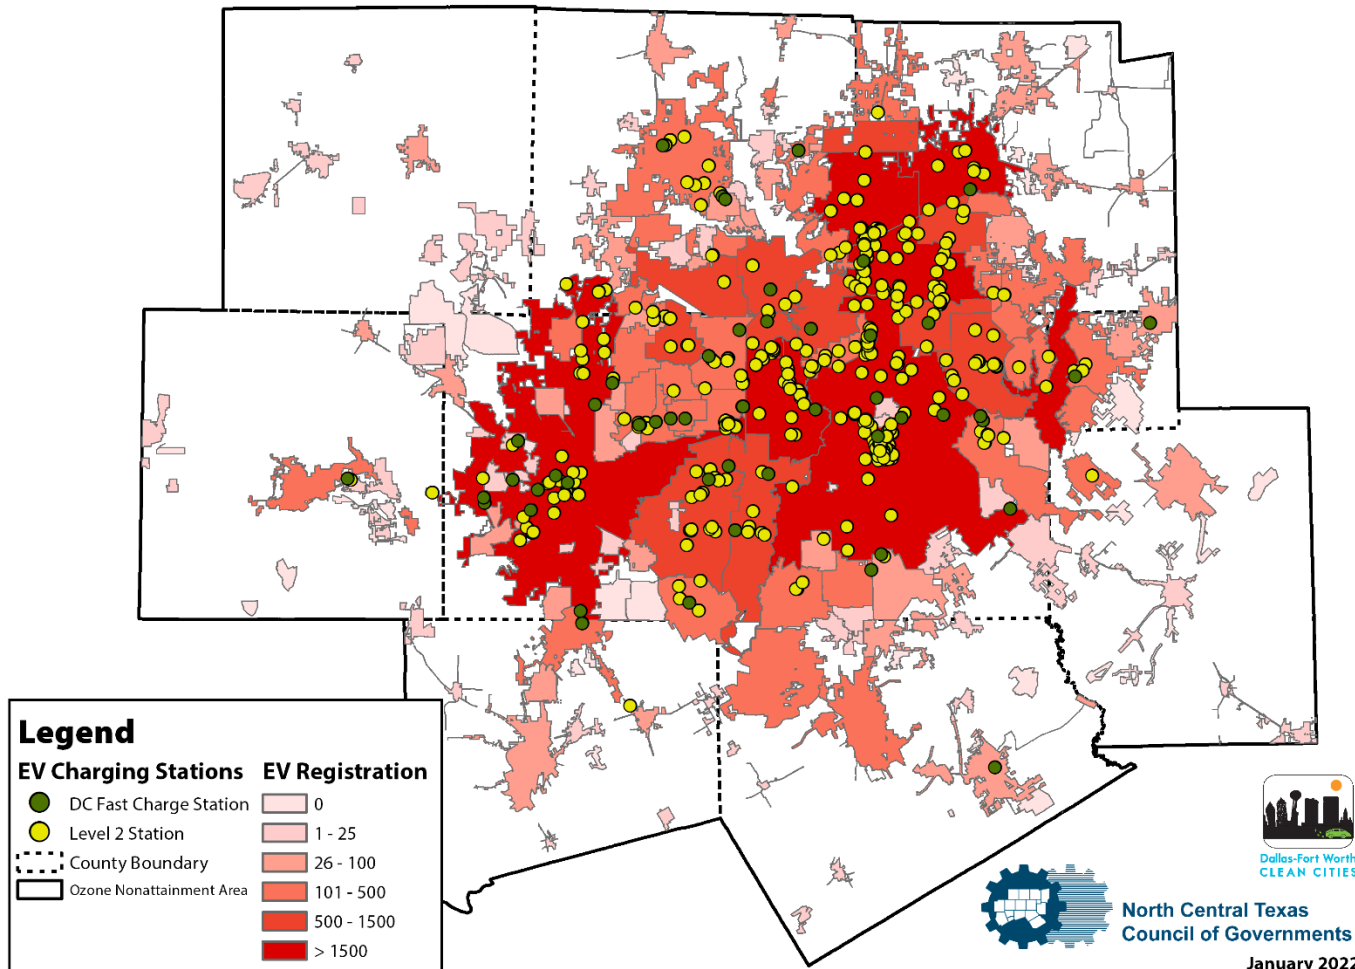 Legend
EV Charging Stations
DC Fast Charge Station
Level 2 Station
County Boundary
Ozone Nonattainment Area
EV Registration
0
1 - 25
26 - 100
101 - 500
500 - 1500
> 1500
Dallas-Fort Worth
CLEAN CITIES
North Central Texas
Council of Governments
January 2022